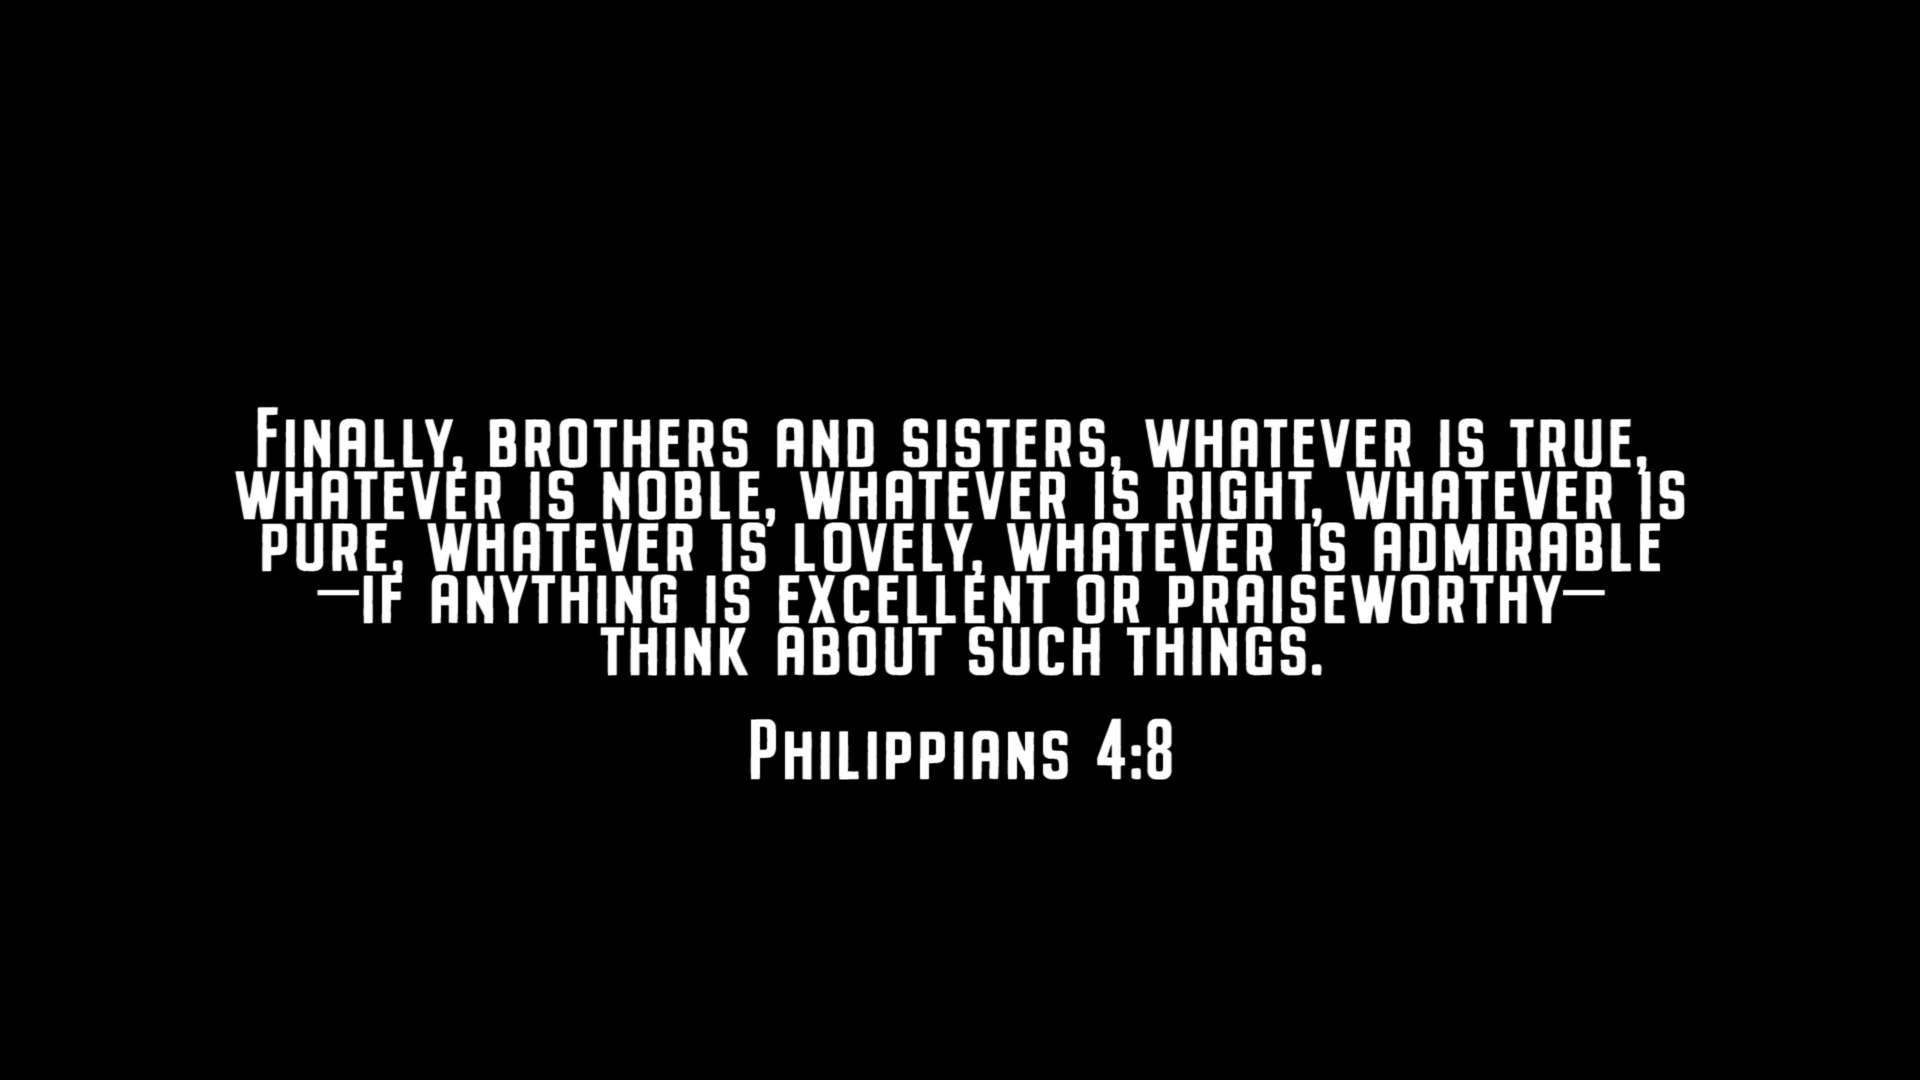 Finally, brothers and sisters, whatever is true,
whatever is noble, whatever is right, whatever is
pure, whatever is lovely, whatever is admirable
—if anything is excellent or praiseworthy—
think about such things.
Philippians 4:8